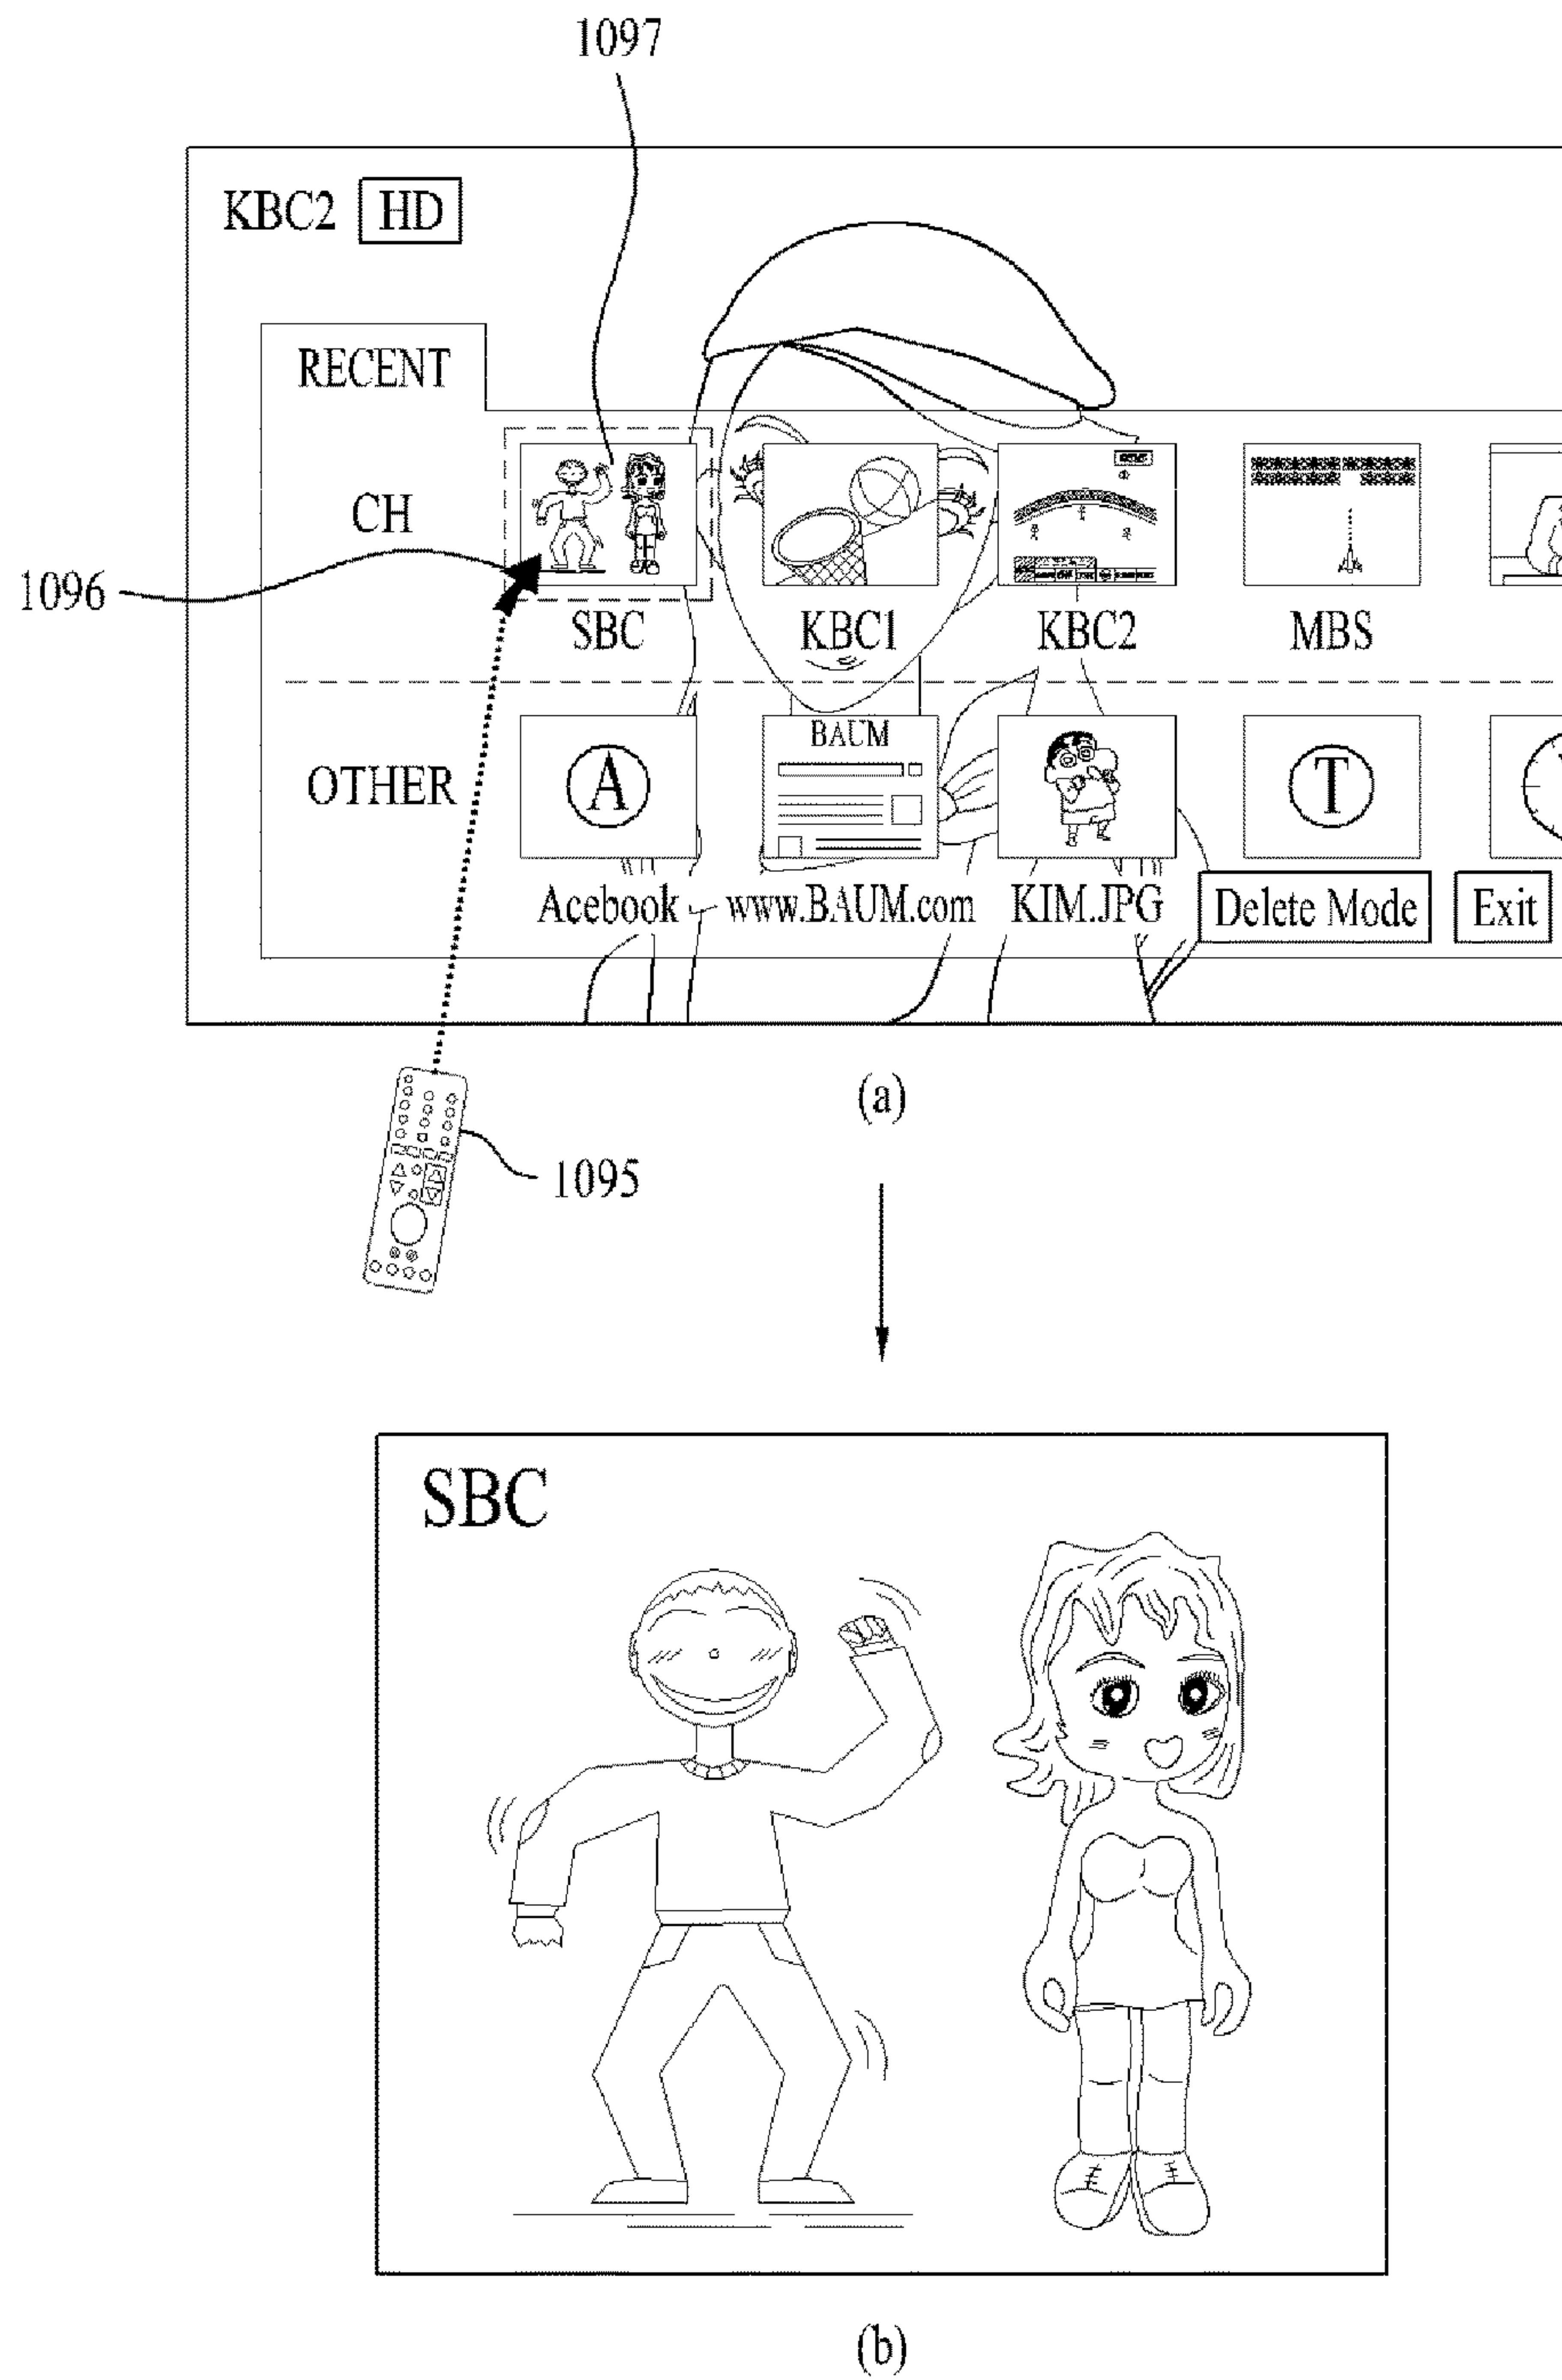 1097
KBC2 HD
RECENT
CH
1096
SBC KBC1 KBC2 MBS
BAUM
OTHER A T
Acebook www.BAUM.com KIM.JPG Delete Mode Exit
(a)
1095
SBC
(b)